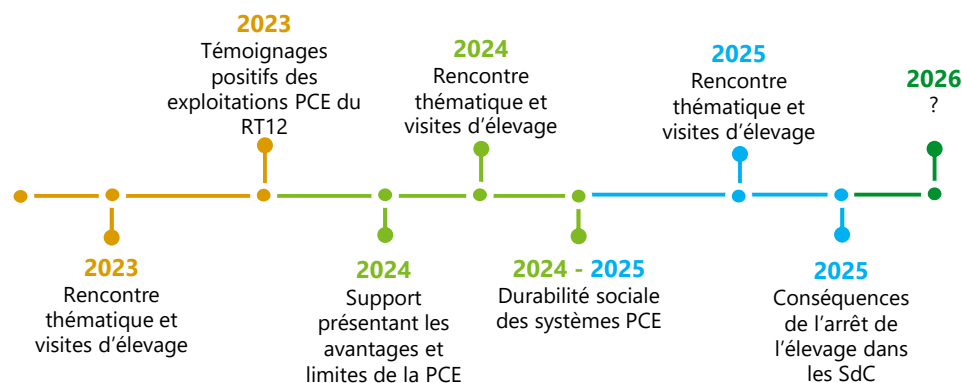 2023
Rencontre
thématique et
visites d'élevage
2023
Témoignages
positifs des
exploitations PCE du
RT12
2024
Support
présentant les
avantages et
limites de la PCE
2024
Rencontre
thématique et
visites d'élevage
2024 - 2025
Durabilité sociale
des systèmes PCE
2025
Rencontre
thématique et
visites d'élevage
2025
Conséquences
de l'arrêt de
l'élevage dans
les SdC
2026
?